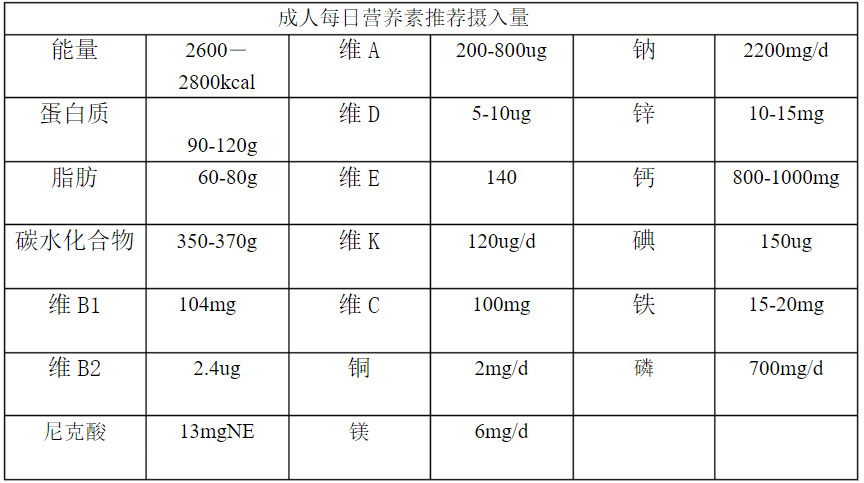 成人每日营养素推荐摄入量
能量 2600－2800kcal 维 A 200-800ug 钠 2200mg/d
蛋白质 90-120g 维 D 5-10ug 锌 10-15mg
脂肪 60-80g 维 E 140 钙 800-1000mg
碳水化合物 350-370g 维 K 120ug/d 碘 150ug
维 B1 104mg 维 C 100mg 铁 15-20mg
维 B2 2.4ug 铜 2mg/d 磷 700mg/d
尼克酸 13mgNE 镁 6mg/d